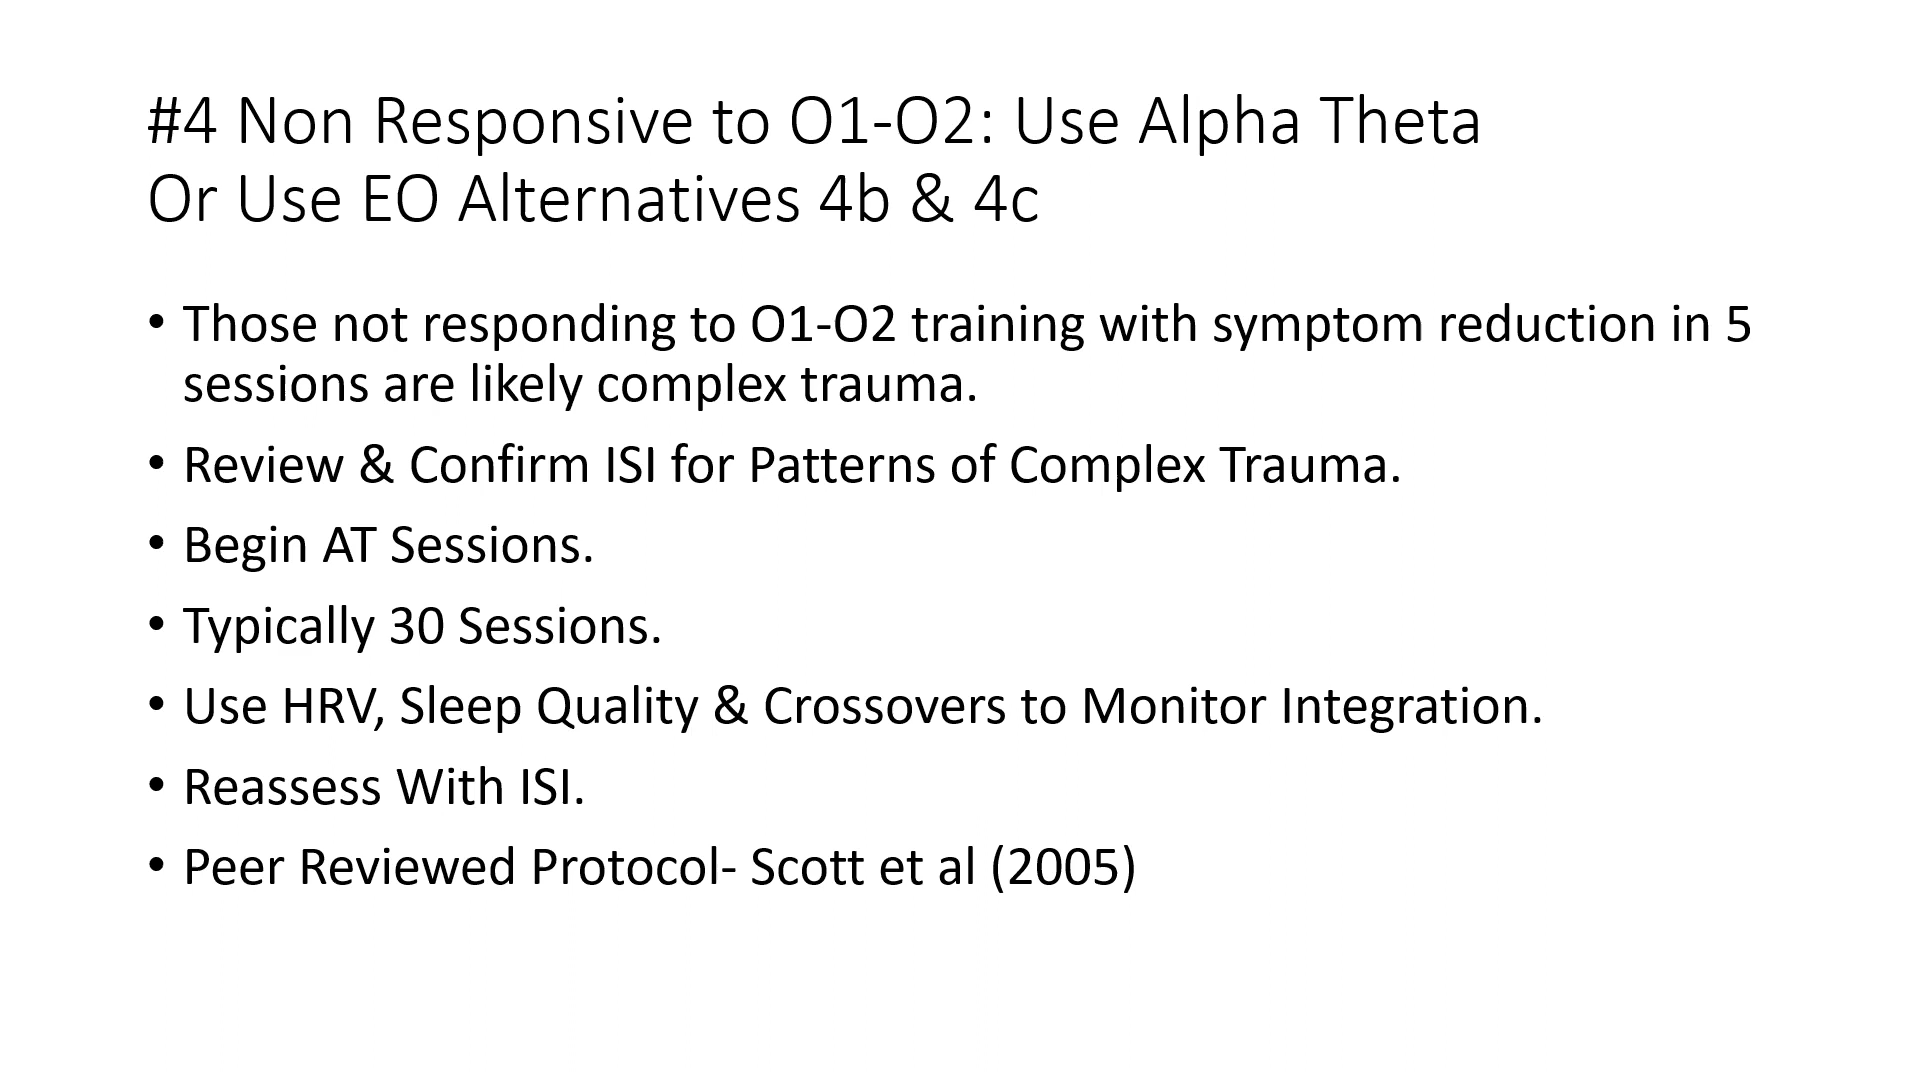 #4 Non Responsive to O1-O2: Use Alpha Theta
Or Use EO Alternatives 4b & 4c
• Those not responding to O1-O2 training with symptom reduction in 5
sessions are likely complex trauma.
• Review & Confirm ISI for Patterns of Complex Trauma.
• Begin AT Sessions.
• Typically 30 Sessions.
• Use HRV, Sleep Quality & Crossovers to Monitor Integration.
• Reassess With ISI.
• Peer Reviewed Protocol- Scott et al (2005)